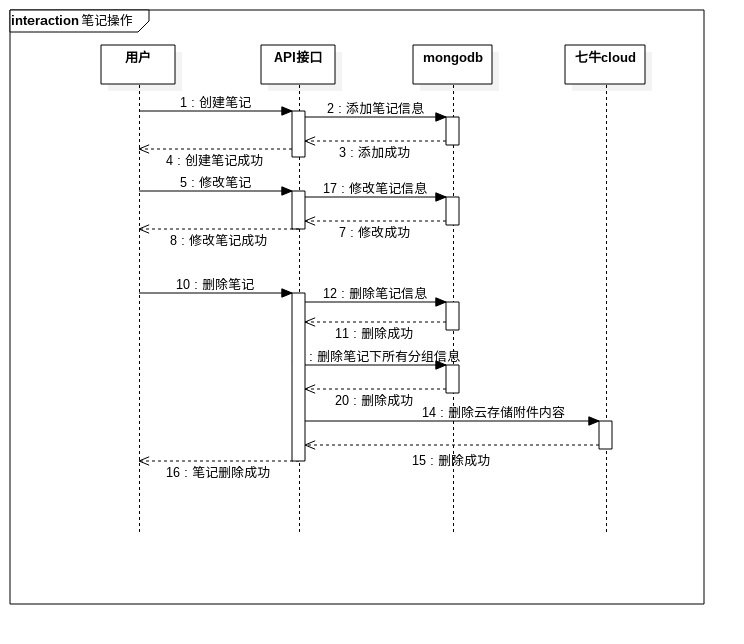 interaction 笔记操作
用户
API接口
mongodb
七牛cloud
1 : 创建笔记
2 : 添加笔记信息
3 : 添加成功
4 : 创建笔记成功
5 : 修改笔记
17 : 修改笔记信息
7 : 修改成功
8 : 修改笔记成功
10 : 删除笔记
12 : 删除笔记信息
11 : 删除成功
: 删除笔记下所有分组信息
20 : 删除成功
14 : 删除云存储附件内容
15 : 删除成功
16 : 笔记删除成功